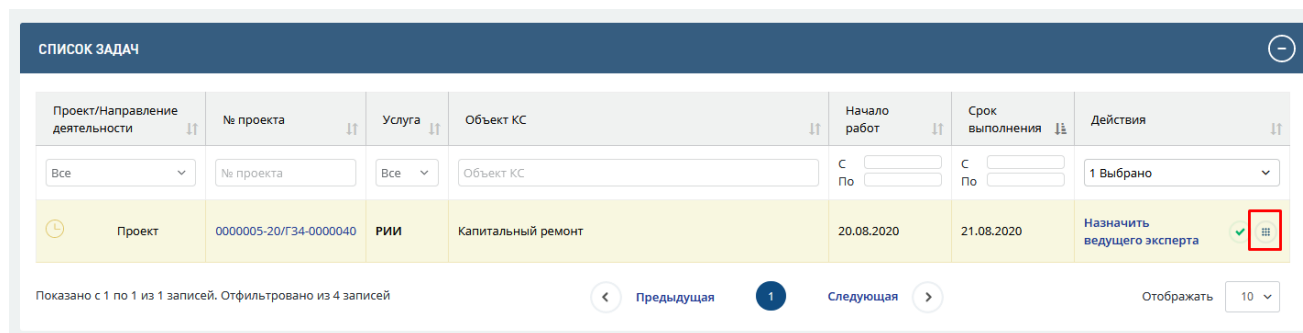 СПИСОК ЗАДАЧ
Проект/Направление деятельности
№ проекта
Услуга
Объект КС
Начало работ
Срок выполнения
Действия
Все
№ проекта
Все
Объект КС
С
По
С
По
1 Выбрано
Проект
0000005-20/Г34-0000040
РИИ
Капитальный ремонт
20.08.2020
21.08.2020
Назначить
ведущего эксперта
Показано с 1 по 1 из 1 записей. Отфильтровано из 4 записей
Предыдущая
1
Следующая
Отображать
10